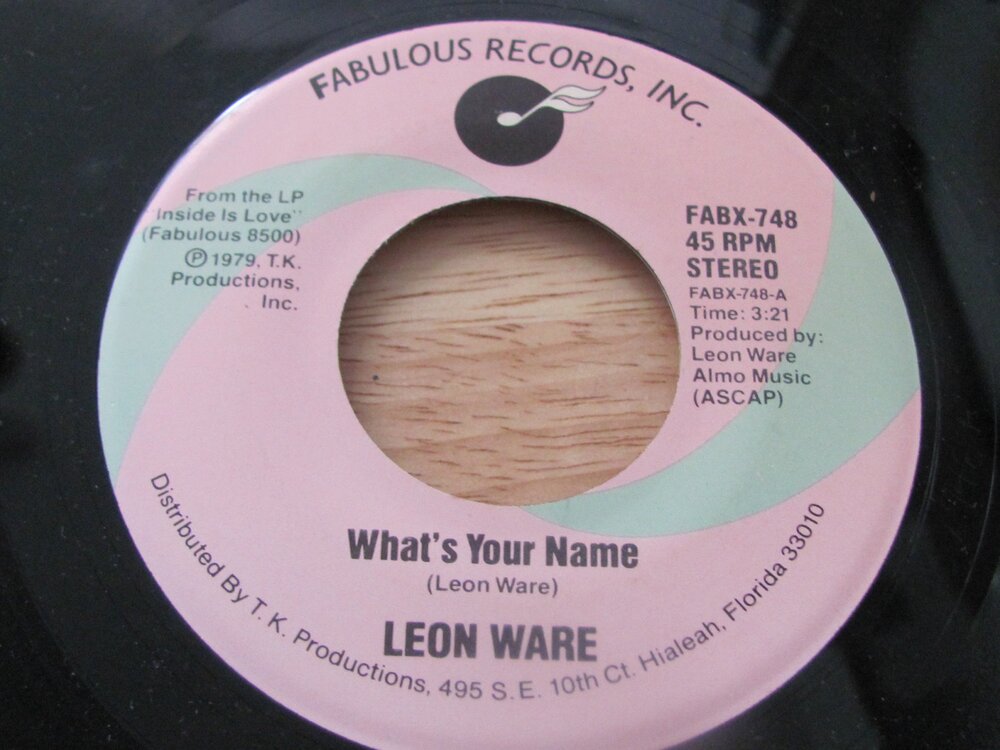 FABULOUS RECORDS, INC.
From the LP
"Inside Is Love"
(Fabulous 8500)
℗ 1979, T.K.
Productions,
Inc.
FABX-748
45 RPM
STEREO
FABX-748-A
Time: 3:21
Produced by:
Leon Ware
Almo Music
(ASCAP)
What's Your Name
(Leon Ware)
LEON WARE
Distributed By T. K. Productions, 495 S.E. 10th Ct. Hialeah, Florida 33010